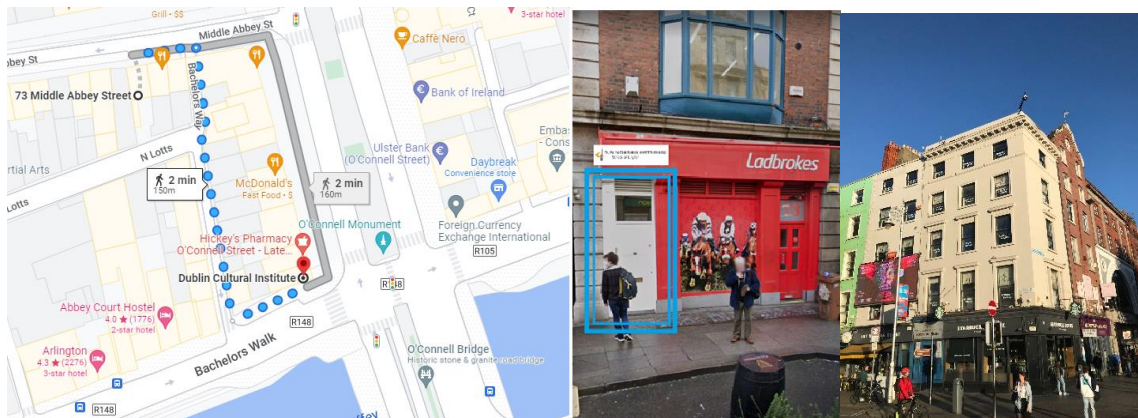 Grill · $$
3-star hotel
Middle Abbey St
bbey St
Caffè Nero
73 Middle Abbey Street
Bachelors Way
Bank of Ireland
N Lotts
Ulster Bank
(O'Connell Street)
Embas
- Cons
rtial Arts
Daybreak
Convenience store
2 min
150m
McDonald's
Fast Food · $
2 min
160m
Lotts
O'Connell Monument
Foreign Currency
Exchange International
Hickey's Pharmacy
O'Connell Street - Late...
R105
Dublin Cultural Institute
Abbey Court Hostel
4.0 ★ (1776)
2-star hotel
R148
Arlington
4.3 ★ (2276)
3-star hotel
Bachelors Walk
O'Connell Bridge
Historic stone & granite road bridge
R148
ffey
Ladbrokes
STARBUCKS